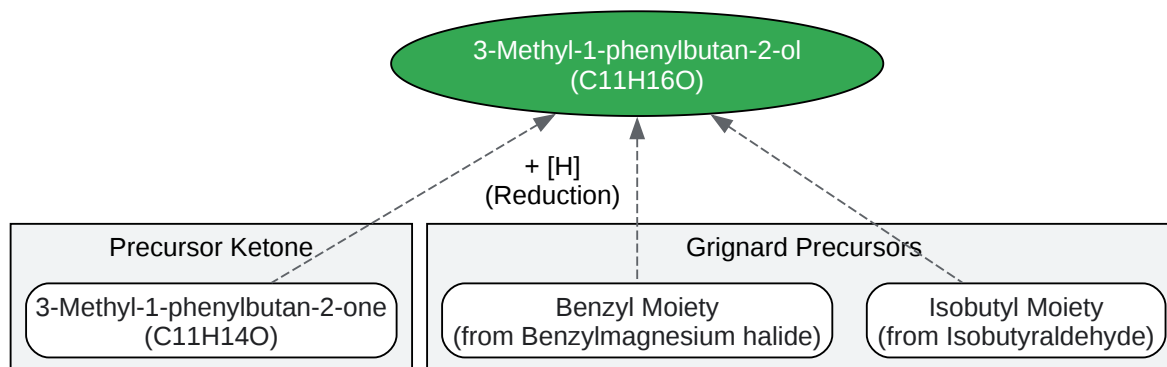 3-Methyl-1-phenylbutan-2-ol
(C11H16O)
+ [H]
(Reduction)
Precursor Ketone
3-Methyl-1-phenylbutan-2-one
(C11H14O)
Grignard Precursors
Benzyl Moiety
(from Benzylmagnesium halide)
Isobutyl Moiety
(from Isobutyraldehyde)